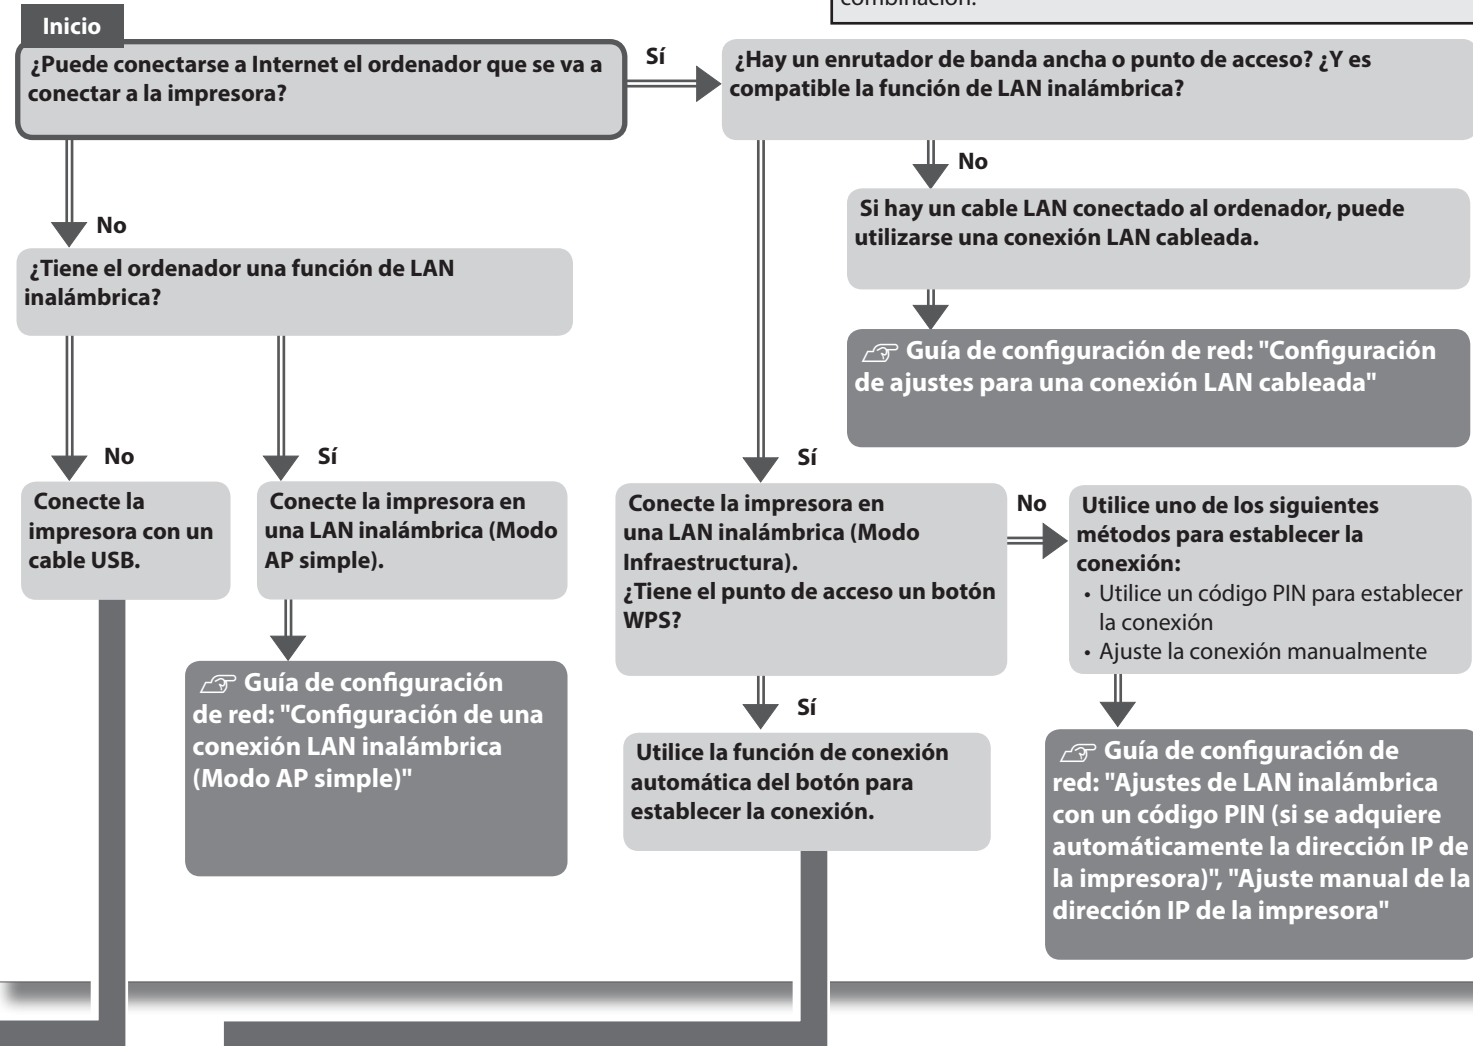 combinación.
Inicio
¿Puede conectarse a Internet el ordenador que se va a
conectar a la impresora?
Sí
¿Hay un enrutador de banda ancha o punto de acceso? ¿Y es
compatible la función de LAN inalámbrica?
No
Si hay un cable LAN conectado al ordenador, puede
utilizarse una conexión LAN cableada.
Guía de configuración de red: "Configuración
de ajustes para una conexión LAN cableada"
No
¿Tiene el ordenador una función de LAN
inalámbrica?
No
Conecte la
impresora con un
cable USB.
Sí
Conecte la impresora en
una LAN inalámbrica (Modo
AP simple).
Guía de configuración
de red: "Configuración de una
conexión LAN inalámbrica
(Modo AP simple)"
Sí
Conecte la impresora en
una LAN inalámbrica (Modo
Infraestructura).
¿Tiene el punto de acceso un botón
WPS?
No
Utilice uno de los siguientes
métodos para establecer la
conexión:
• Utilice un código PIN para establecer
la conexión
• Ajuste la conexión manualmente
Sí
Utilice la función de conexión
automática del botón para
establecer la conexión.
Guía de configuración de
red: "Ajustes de LAN inalámbrica
con un código PIN (si se adquiere
automáticamente la dirección IP de
la impresora)", "Ajuste manual de la
dirección IP de la impresora"